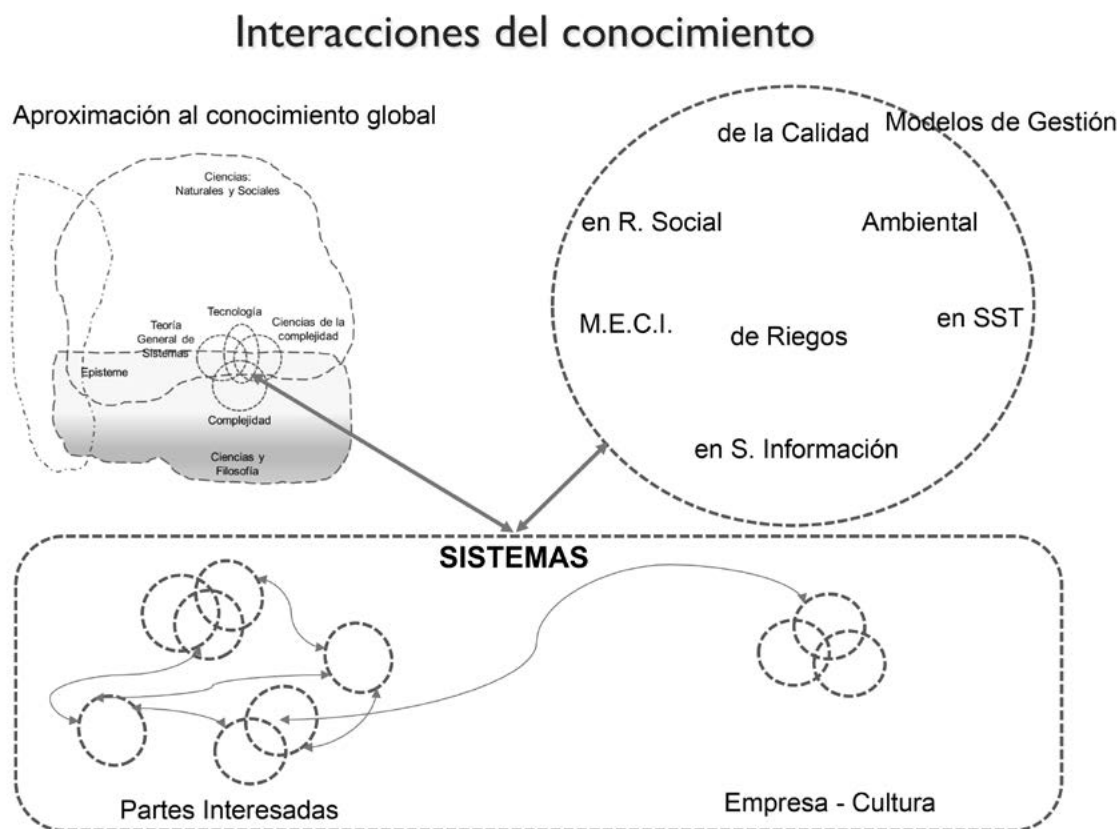 Interacciones del conocimiento
Aproximación al conocimiento global
Ciencias:
Naturales y Sociales
Tecnología
Teoría
General de
Sistemas
Ciencias de la
complejidad
Episteme
Complejidad
Ciencias y
Filosofía
de la Calidad
Modelos de Gestión
en R. Social
Ambiental
M.E.C.I.
de Riegos
en SST
en S. Información
SISTEMAS
Partes Interesadas
Empresa - Cultura